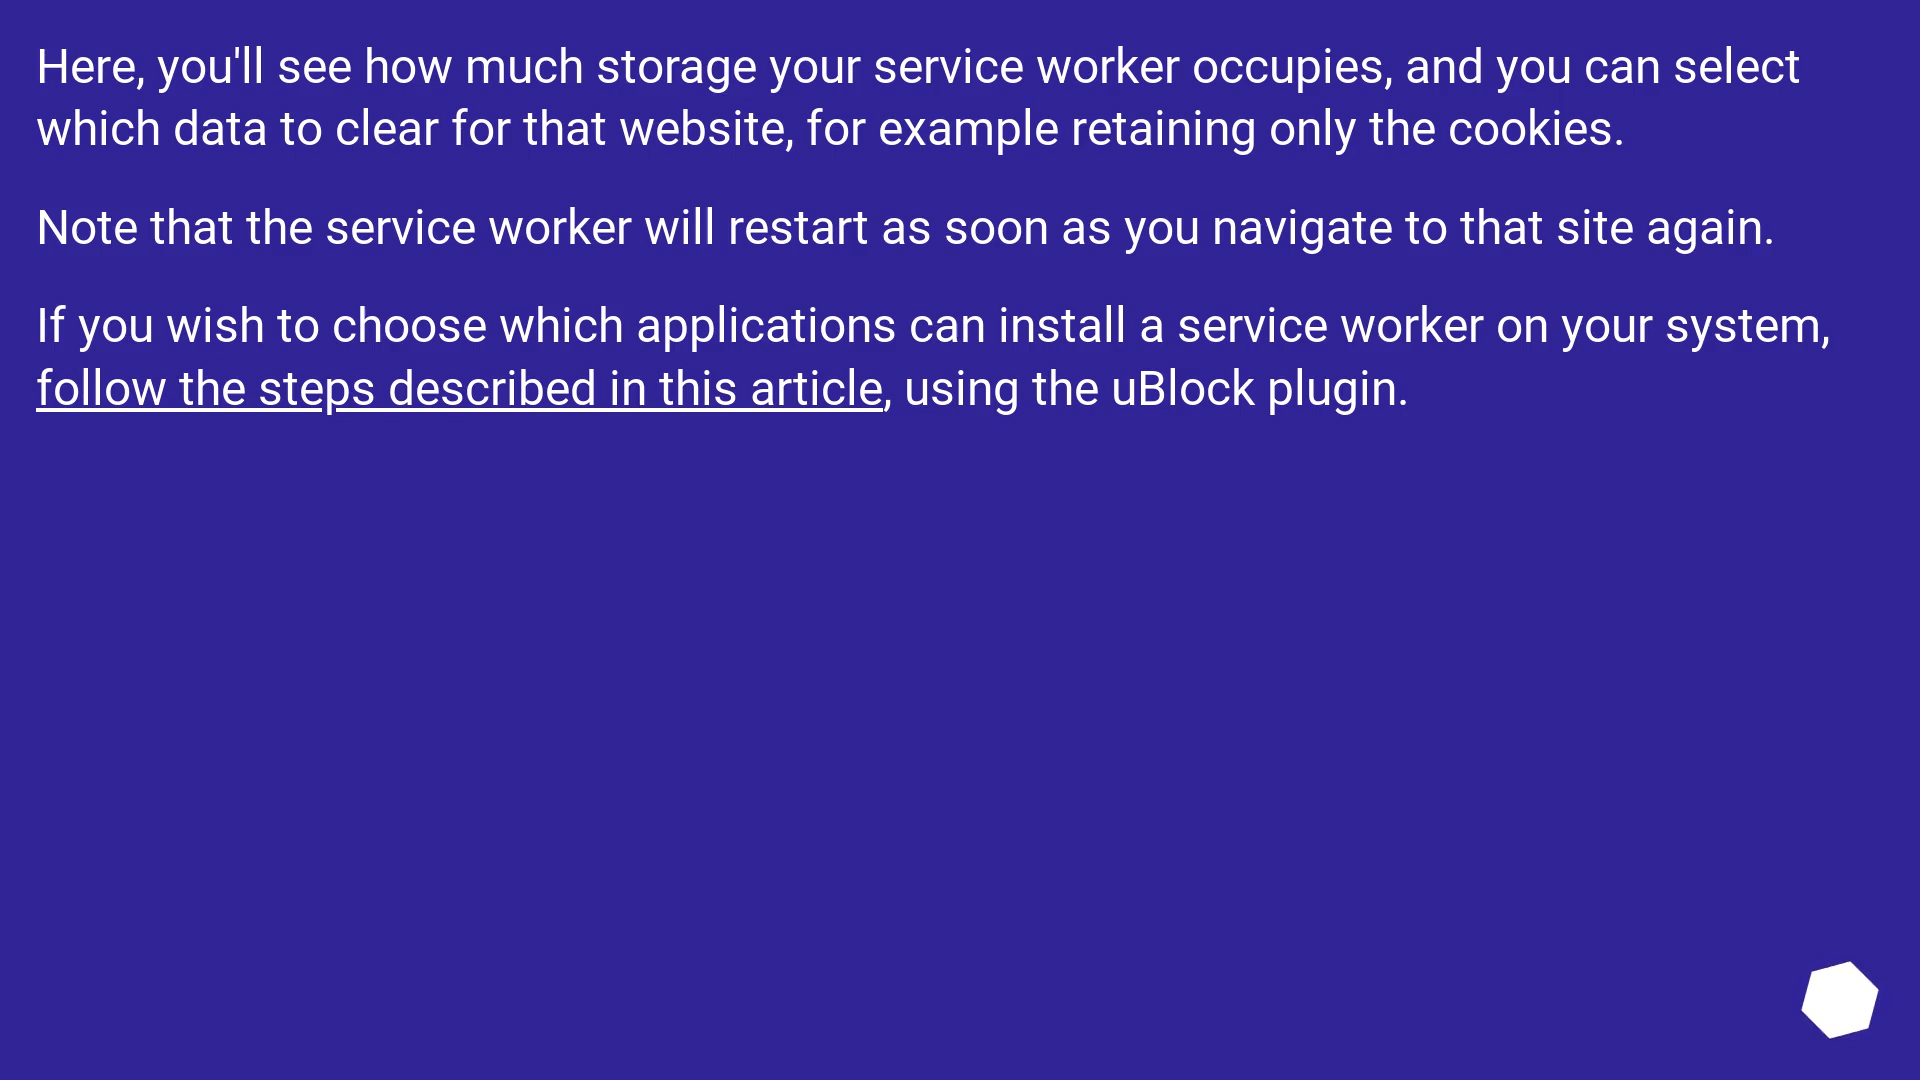 Here, you'll see how much storage your service worker occupies, and you can select
which data to clear for that website, for example retaining only the cookies.
Note that the service worker will restart as soon as you navigate to that site again.
If you wish to choose which applications can install a service worker on your system,
follow the steps described in this article, using the uBlock plugin.